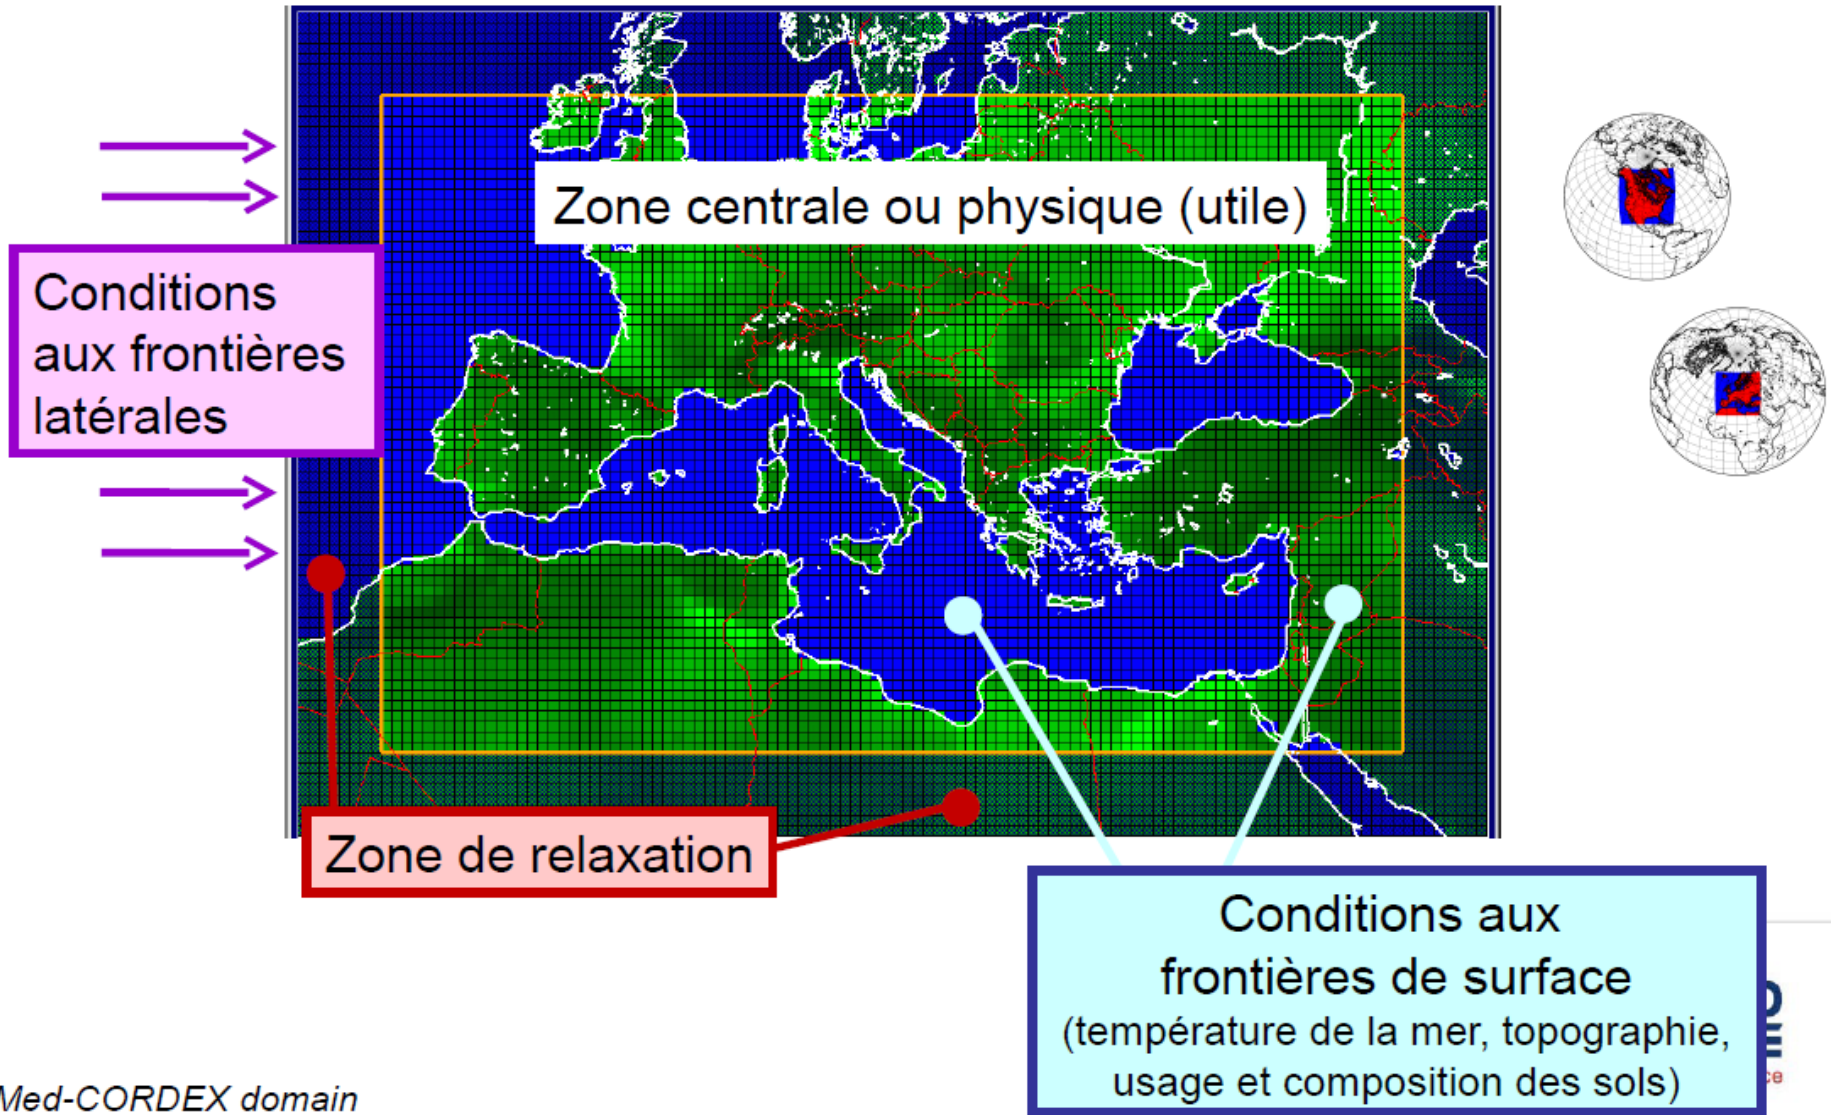 Zone centrale ou physique (utile)
Conditions
aux frontières
latérales
Zone de relaxation
Conditions aux
frontières de surface
(température de la mer, topographie,
usage et composition des sols)
Med-CORDEX domain